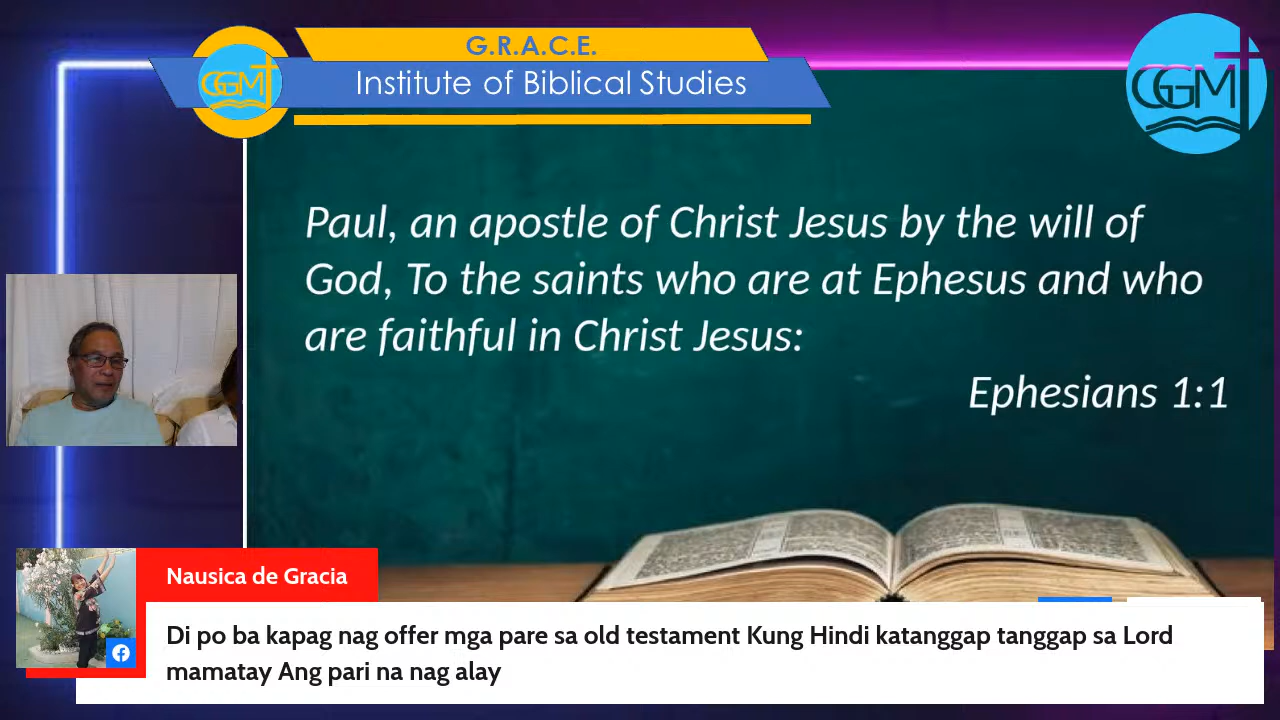 G.R.A.C.E.
Institute of Biblical Studies
CGM
CGM
Paul, an apostle of Christ Jesus by the will of
God, To the saints who are at Ephesus and who
are faithful in Christ Jesus:
Ephesians 1:1
Nausica de Gracia
Di po ba kapag nag offer mga pare sa old testament Kung Hindi katanggap tanggap sa Lord
mamatay Ang pari na nag alay